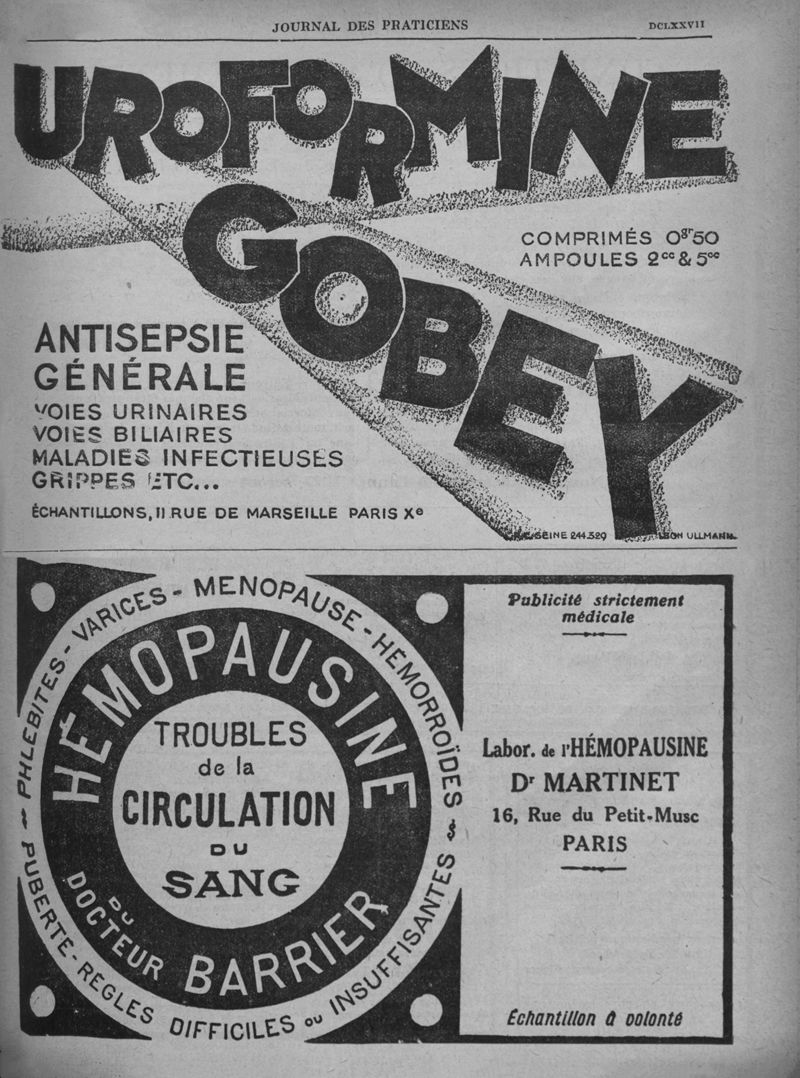 JOURNAL DES PRATICIENS
DCLXXVII
UROFORMINE
GOBEY
COMPRIMÉS 0gr50
AMPOULES 2cc & 5cc
ANTISEPSIE
GÉNÉRALE
VOIES URINAIRES
VOIES BILIAIRES
MALADIES INFECTIEUSES
GRIPPES ETC...
ÉCHANTILLONS, 11 RUE DE MARSEILLE PARIS Xe
SEINE 244.329
ULLMANN
PHLEBITES - VARICES - MENOPAUSE - HÉMORROÏDES
HÉMOPAUSINE
TROUBLES
de la
CIRCULATION
DU
SANG
DU
DOCTEUR BARRIER
PUBERTE - RÈGLES DIFFICILES ou INSUFFISANTES
Publicité strictement
médicale
Labor. de l'HÉMOPAUSINE
Dr MARTINET
16, Rue du Petit-Musc
PARIS
Échantillon à volonté